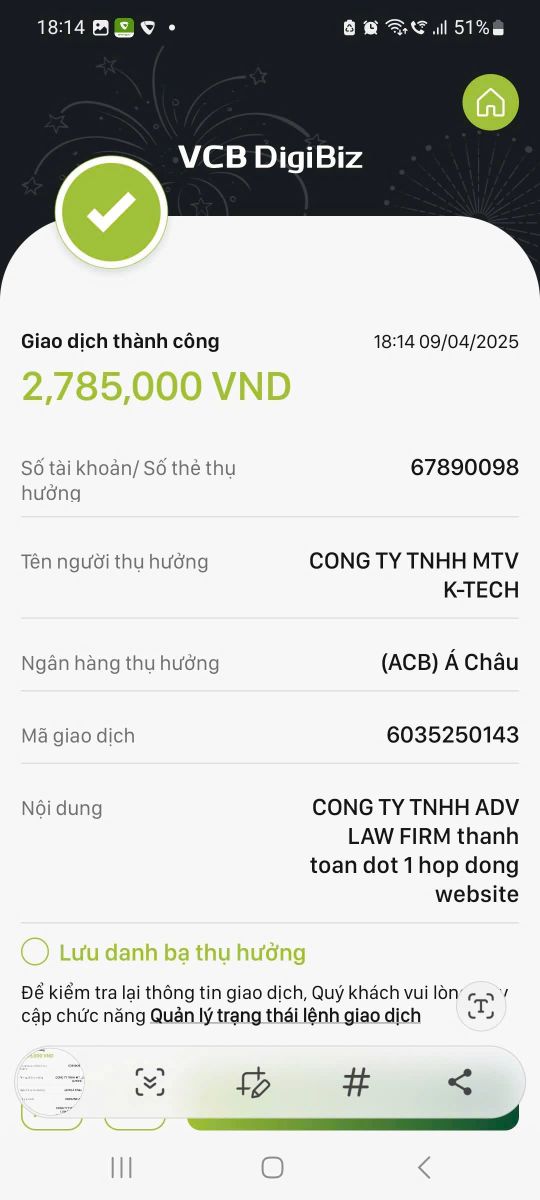 18:14
51%
VCB DigiBiz
Giao dịch thành công
18:14 09/04/2025
2,785,000 VND
Số tài khoản/ Số thẻ thụ
hưởng
67890098
Tên người thụ hưởng
CONG TY TNHH MTV
K-TECH
Ngân hàng thụ hưởng
(ACB) Á Châu
Mã giao dịch
6035250143
Nội dung
CONG TY TNHH ADV
LAW FIRM thanh
toan dot 1 hop dong
website
Lưu danh bạ thụ hưởng
Để kiểm tra lại thông tin giao dịch, Quý khách vui
cập chức năng Quản lý trạng thái lệnh giao dịch